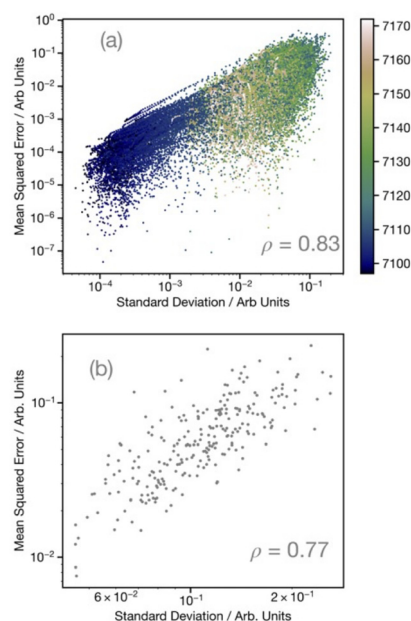 (a)
Mean Squared Error / Arb Units
10⁰
10⁻¹
10⁻²
10⁻³
10⁻⁴
10⁻⁵
10⁻⁶
10⁻⁷
ρ = 0.83
10⁻⁴ 10⁻³ 10⁻² 10⁻¹
Standard Deviation / Arb Units
7170
7160
7150
7140
7130
7120
7110
7100
(b)
Mean Squared Error / Arb. Units
10⁻¹
10⁻²
ρ = 0.77
6 × 10⁻² 10⁻¹ 2 × 10⁻¹
Standard Deviation / Arb. Units